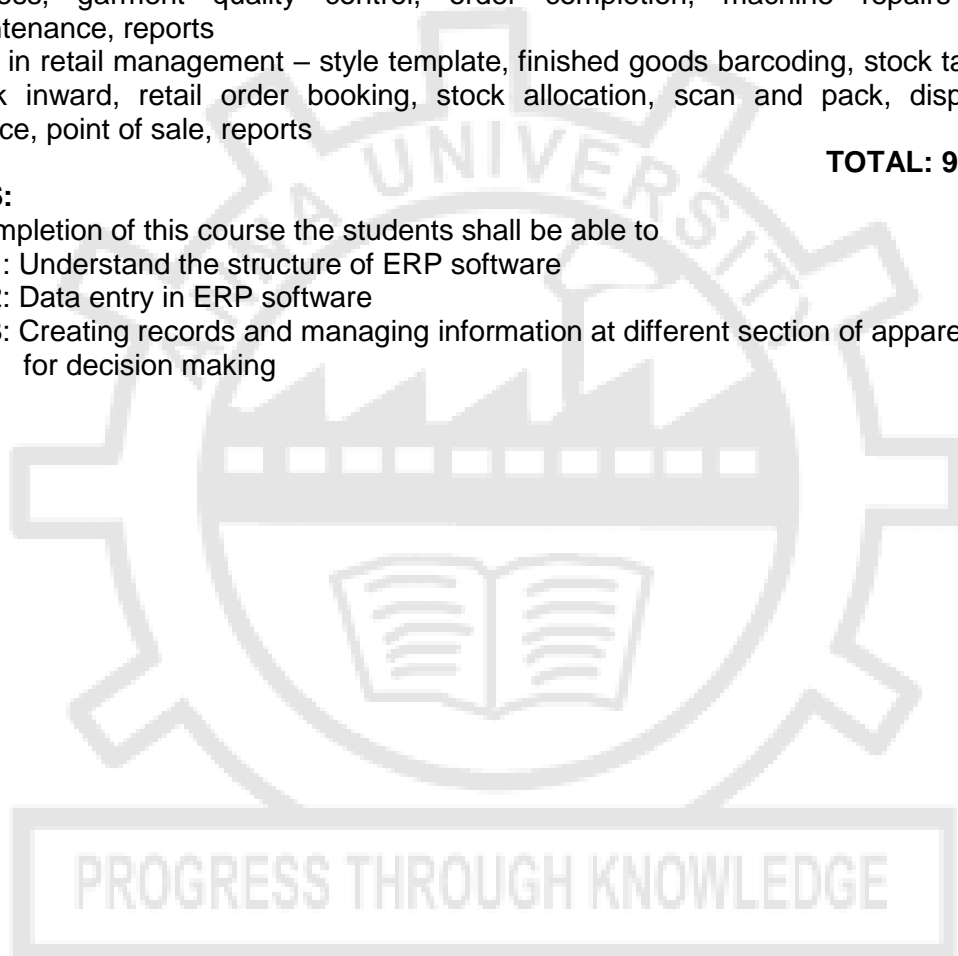 ess, garment quality control, order completion, machine repairs
ntenance, reports
in retail management – style template, finished goods barcoding, stock ta
k inward, retail order booking, stock allocation, scan and pack, disp
ce, point of sale, reports
TOTAL: 9
S:
mpletion of this course the students shall be able to
: Understand the structure of ERP software
2: Data entry in ERP software
3: Creating records and managing information at different section of appare
for decision making
ANNA UNIVERSITY
PROGRESS THROUGH KNOWLEDGE